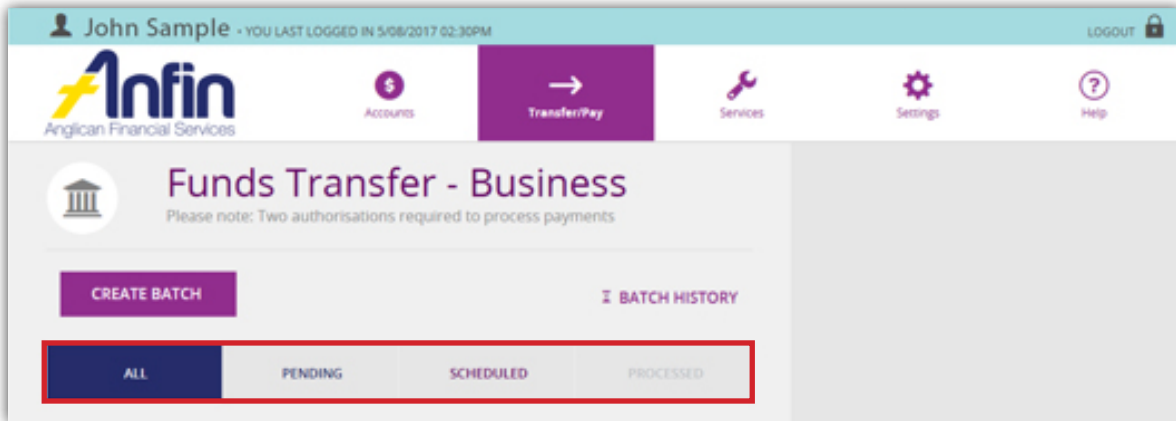 John Sample - YOU LAST LOGGED IN 5/08/2017 02:30PM
LOGOUT
Anfin
Anglican Financial Services
$
Accounts
Transfer/Pay
Services
Settings
?
Help
Funds Transfer - Business
Please note: Two authorisations required to process payments
CREATE BATCH
BATCH HISTORY
ALL
PENDING
SCHEDULED
PROCESSED